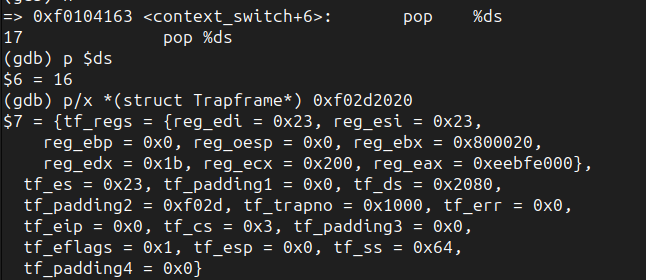 => 0xf0104163 <context_switch+6>:       pop    %ds
17              pop %ds
(gdb) p $ds
$6 = 16
(gdb) p/x *(struct Trapframe*) 0xf02d2020
$7 = {tf_regs = {reg_edi = 0x23, reg_esi = 0x23,
    reg_ebp = 0x0, reg_oesp = 0x0, reg_ebx = 0x800020,
    reg_edx = 0x1b, reg_ecx = 0x200, reg_eax = 0xeebfe000},
  tf_es = 0x23, tf_padding1 = 0x0, tf_ds = 0x2080,
  tf_padding2 = 0xf02d, tf_trapno = 0x1000, tf_err = 0x0,
  tf_eip = 0x0, tf_cs = 0x3, tf_padding3 = 0x0,
  tf_eflags = 0x1, tf_esp = 0x0, tf_ss = 0x64,
  tf_padding4 = 0x0}